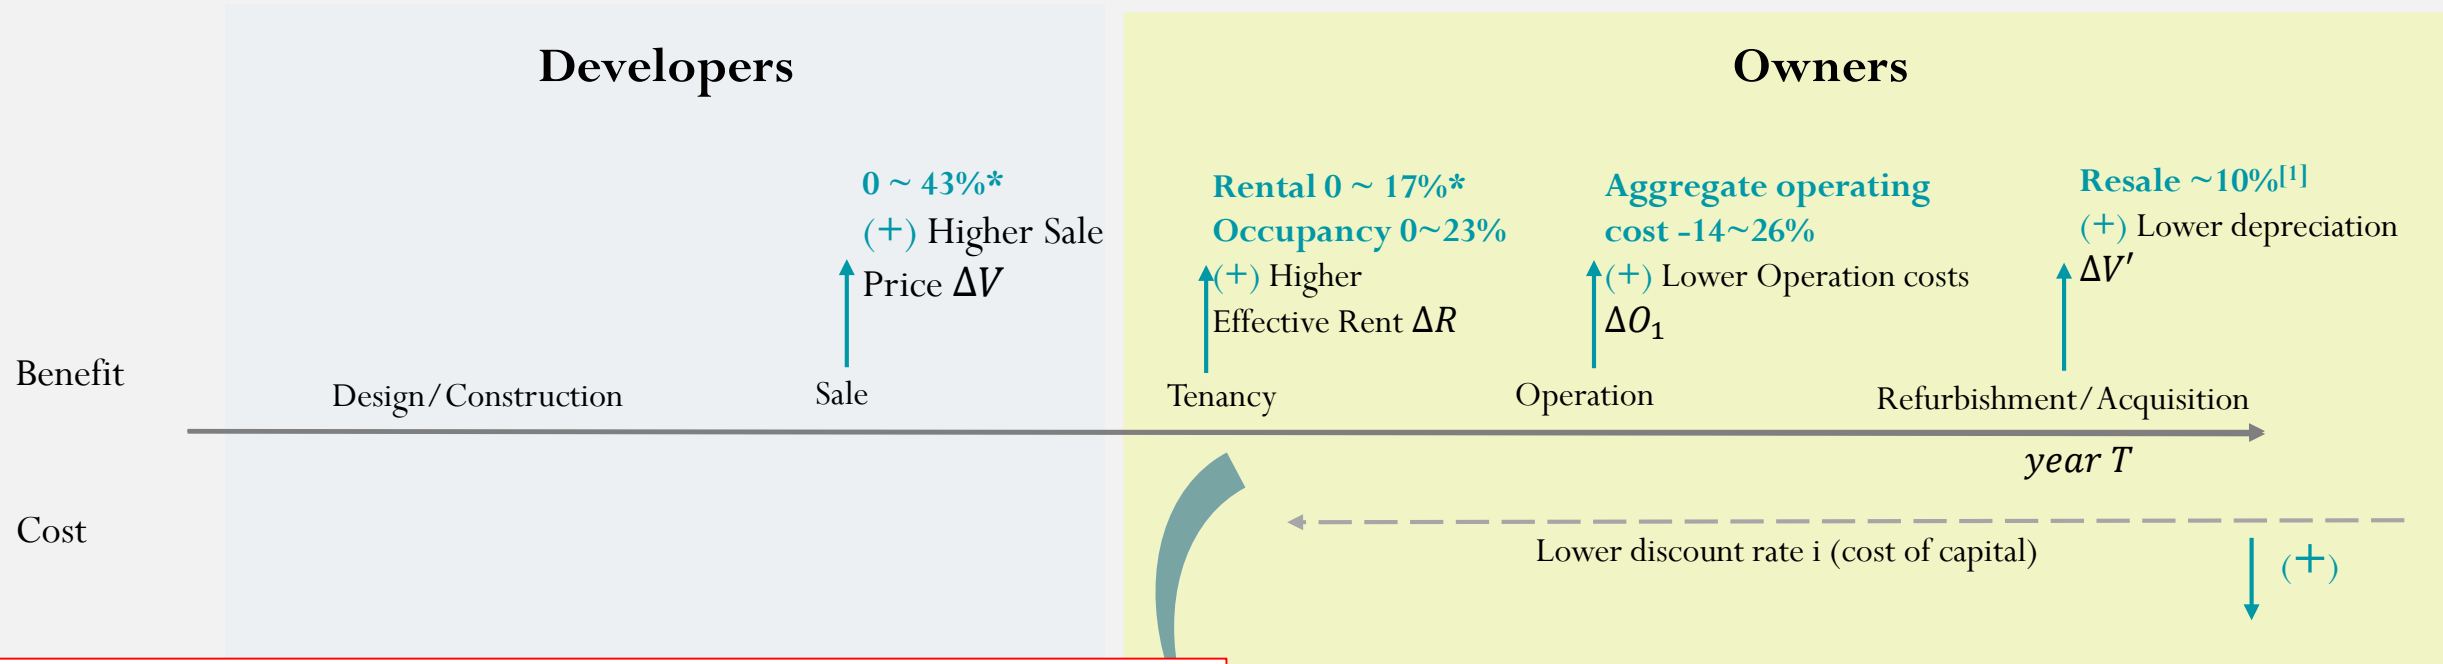 Developers
Owners
0 ~ 43%*
(+) Higher Sale
Price ΔV
Rental 0 ~ 17%*
Occupancy 0~23%
(+) Higher
Effective Rent ΔR
Aggregate operating
cost -14~26%
(+) Lower Operation costs
ΔO₁
Resale ~10%[1]
(+) Lower depreciation
ΔV′
Benefit
Design/Construction
Sale
Tenancy
Operation
Refurbishment/Acquisition
year T
Cost
Lower discount rate i (cost of capital)
(+)